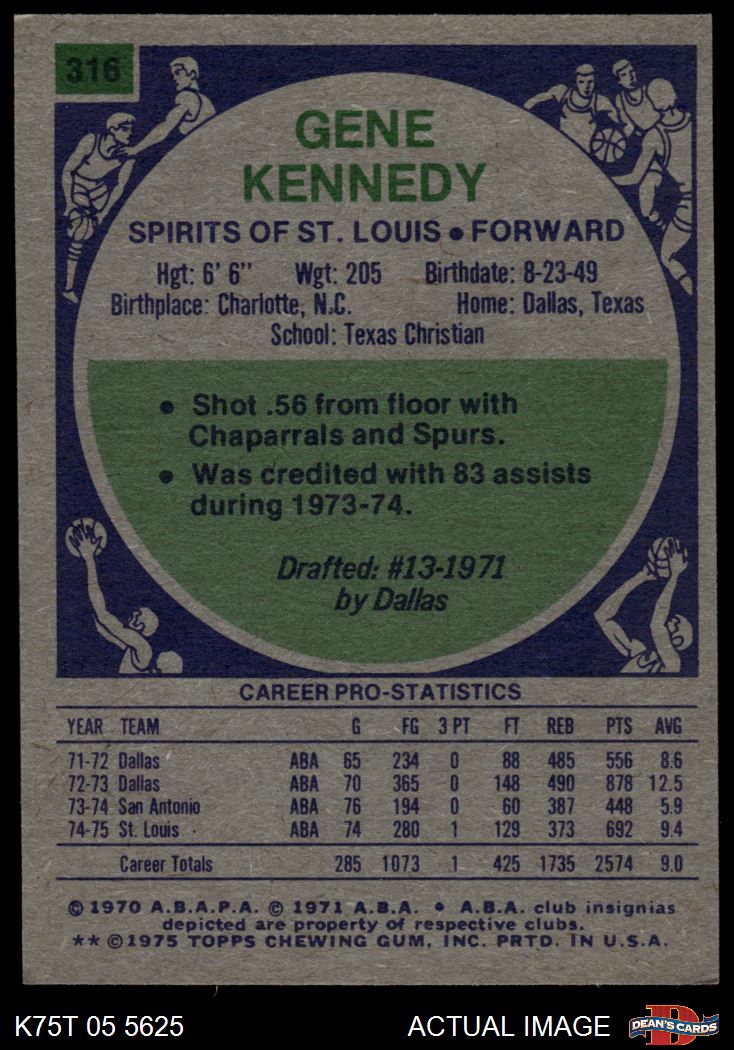 316
GENE
KENNEDY
SPIRITS OF ST. LOUIS • FORWARD
Hgt: 6' 6" Wgt: 205 Birthdate: 8-23-49
Birthplace: Charlotte, N.C. Home: Dallas, Texas
School: Texas Christian
• Shot .56 from floor with
Chaparrals and Spurs.
• Was credited with 83 assists
during 1973-74.
Drafted: #13-1971
by Dallas
CAREER PRO-STATISTICS
YEAR TEAM G FG 3 PT FT REB PTS AVG
71-72 Dallas ABA 65 234 0 88 485 556 8.6
72-73 Dallas ABA 70 365 0 148 490 878 12.5
73-74 San Antonio ABA 76 194 0 60 387 448 5.9
74-75 St. Louis ABA 74 280 1 129 373 692 9.4
Career Totals 285 1073 1 425 1735 2574 9.0
© 1970 A.B.A.P.A. © 1971 A.B.A. • A.B.A. club insignias
depicted are property of respective clubs.
** © 1975 TOPPS CHEWING GUM, INC. PRTD. IN U.S.A.
K75T 05 5625 ACTUAL IMAGE D DEAN'S CARDS